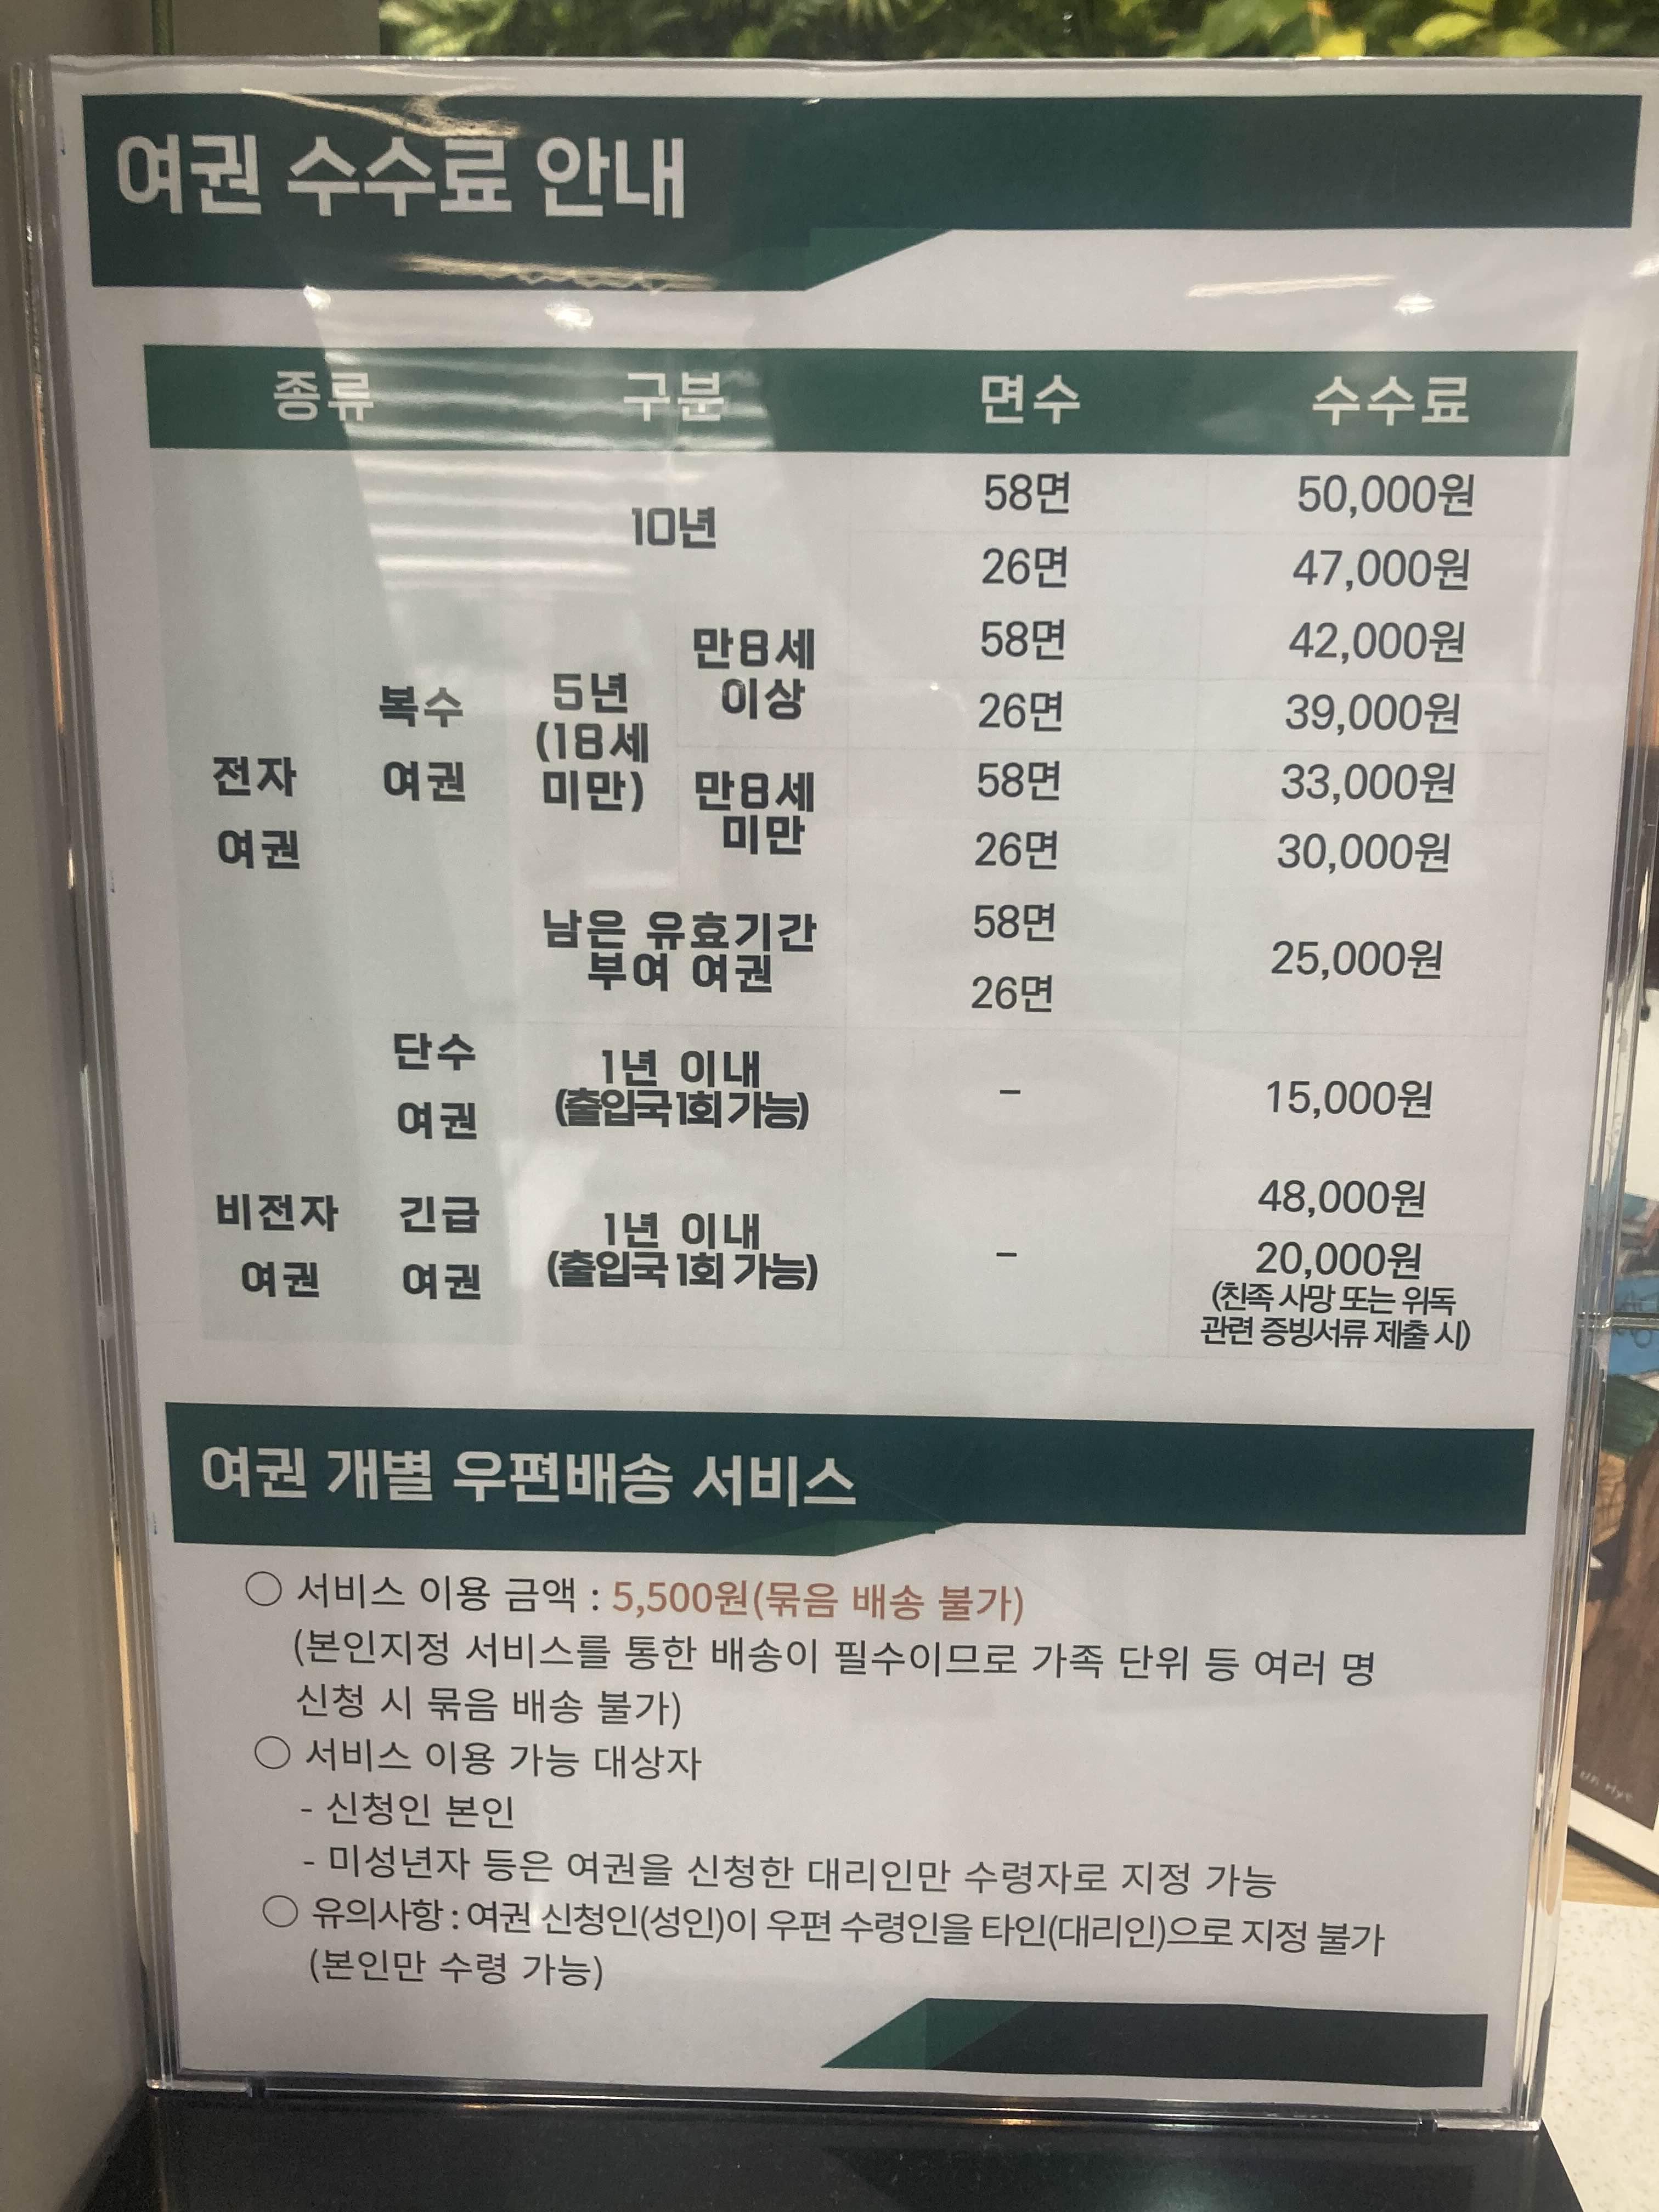 여권 수수료 안내
종류 구분 면수 수수료
전자
여권
복수
여권
10년
58면 50,000원
26면 47,000원
5년
(18세
미만)
만8세
이상
58면 42,000원
26면 39,000원
만8세
미만
58면 33,000원
26면 30,000원
남은 유효기간
부여 여권
58면
26면
25,000원
단수
여권
1년 이내
(출입국 1회 가능)
–
15,000원
비전자
여권
긴급
여권
1년 이내
(출입국 1회 가능)
–
48,000원
20,000원
(친족 사망 또는 위독
관련 증빙서류 제출 시)
여권 개별 우편배송 서비스
○ 서비스 이용 금액 : 5,500원(묶음 배송 불가)
(본인지정 서비스를 통한 배송이 필수이므로 가족 단위 등 여러 명
신청 시 묶음 배송 불가)
○ 서비스 이용 가능 대상자
- 신청인 본인
- 미성년자 등은 여권을 신청한 대리인만 수령자로 지정 가능
○ 유의사항 : 여권 신청인(성인)이 우편 수령인을 타인(대리인)으로 지정 불가
(본인만 수령 가능)